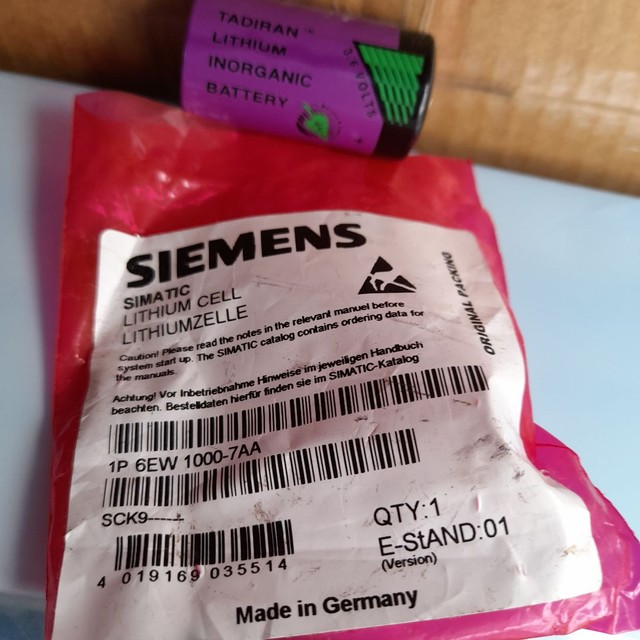 TADIRAN™
LITHIUM
INORGANIC
BATTERY
3,6 VOLTS
+
SIEMENS
SIMATIC
LITHIUM CELL
LITHIUMZELLE
ORIGINAL PACKING
Caution! Please read the notes in the relevant manuel before
system start up. The SIMATIC catalog contains ordering data for
the manuals.
Achtung! Vor Inbetriebnahme Hinweise im jeweiligen Handbuch
beachten. Bestelldaten hierfür finden sie im SIMATIC-Katalog
1P 6EW 1000-7AA
SCK9------
QTY:1
E-StAND:01
(Version)
4 019169 035514
Made in Germany